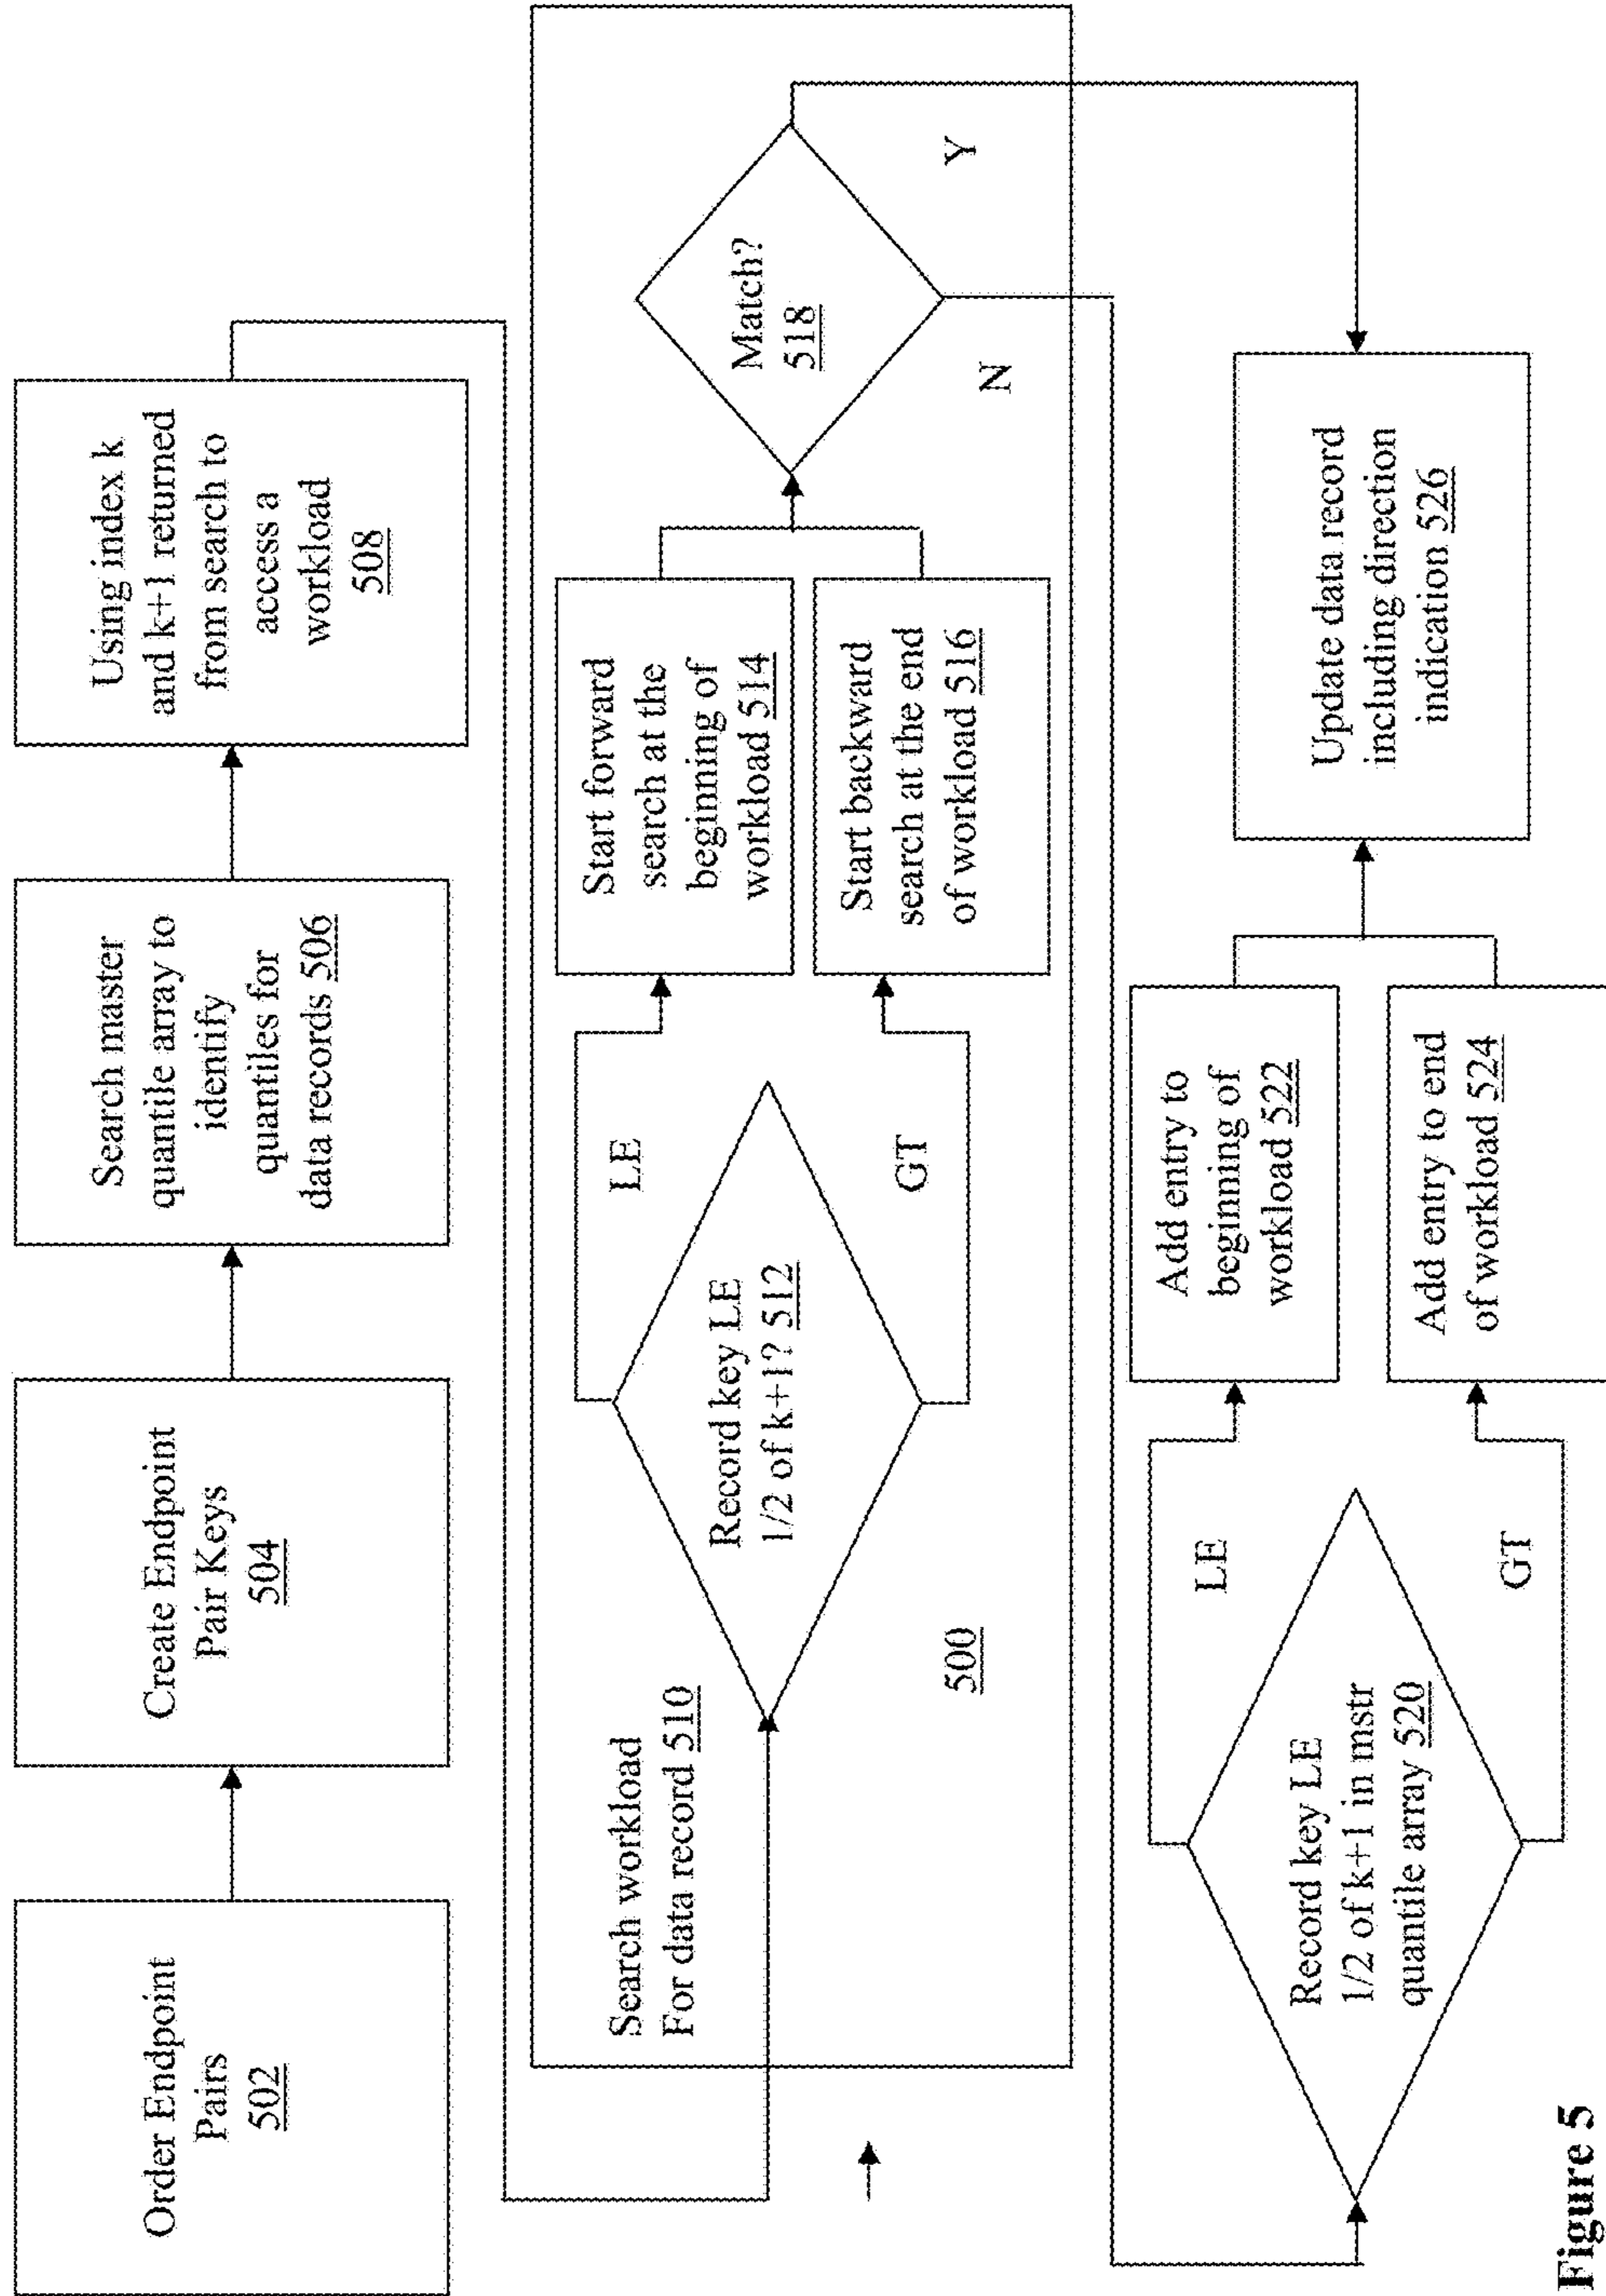 Order Endpoint
Pairs
502
Create Endpoint
Pair Keys
504
Search master
quantile array to
identify
quantiles for
data records 506
Using index k
and k+1 returned
from search to
access a
workload
508
Search workload
For data record 510
Record key LE
1/2 of k+1? 512
LE
GT
Start forward
search at the
beginning of
workload 514
Start backward
search at the end
of workload 516
Match?
518
N
Y
500
Record key LE
1/2 of k+1 in mstr
quantile array 520
LE
GT
Add entry to
beginning of
workload 522
Add entry to end
of workload 524
Update data record
including direction
indication 526
Figure 5